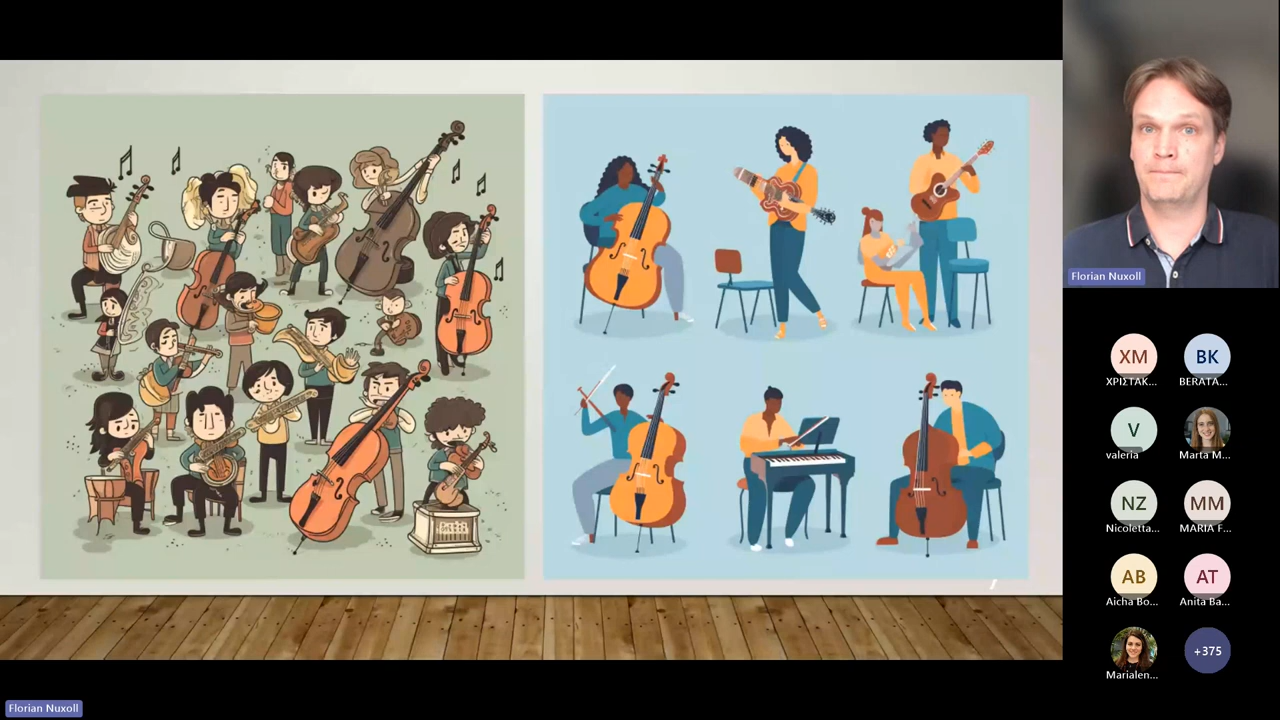 Florian Nuxoll
XM
BK
ΧΡΙΣΤΑΚ...
BERATA...
V
valeria
Marta M...
NZ
MM
Nicoletta...
MARIA F...
AB
AT
Aicha Bo...
Anita Ba...
Marialen...
+375
Florian Nuxoll